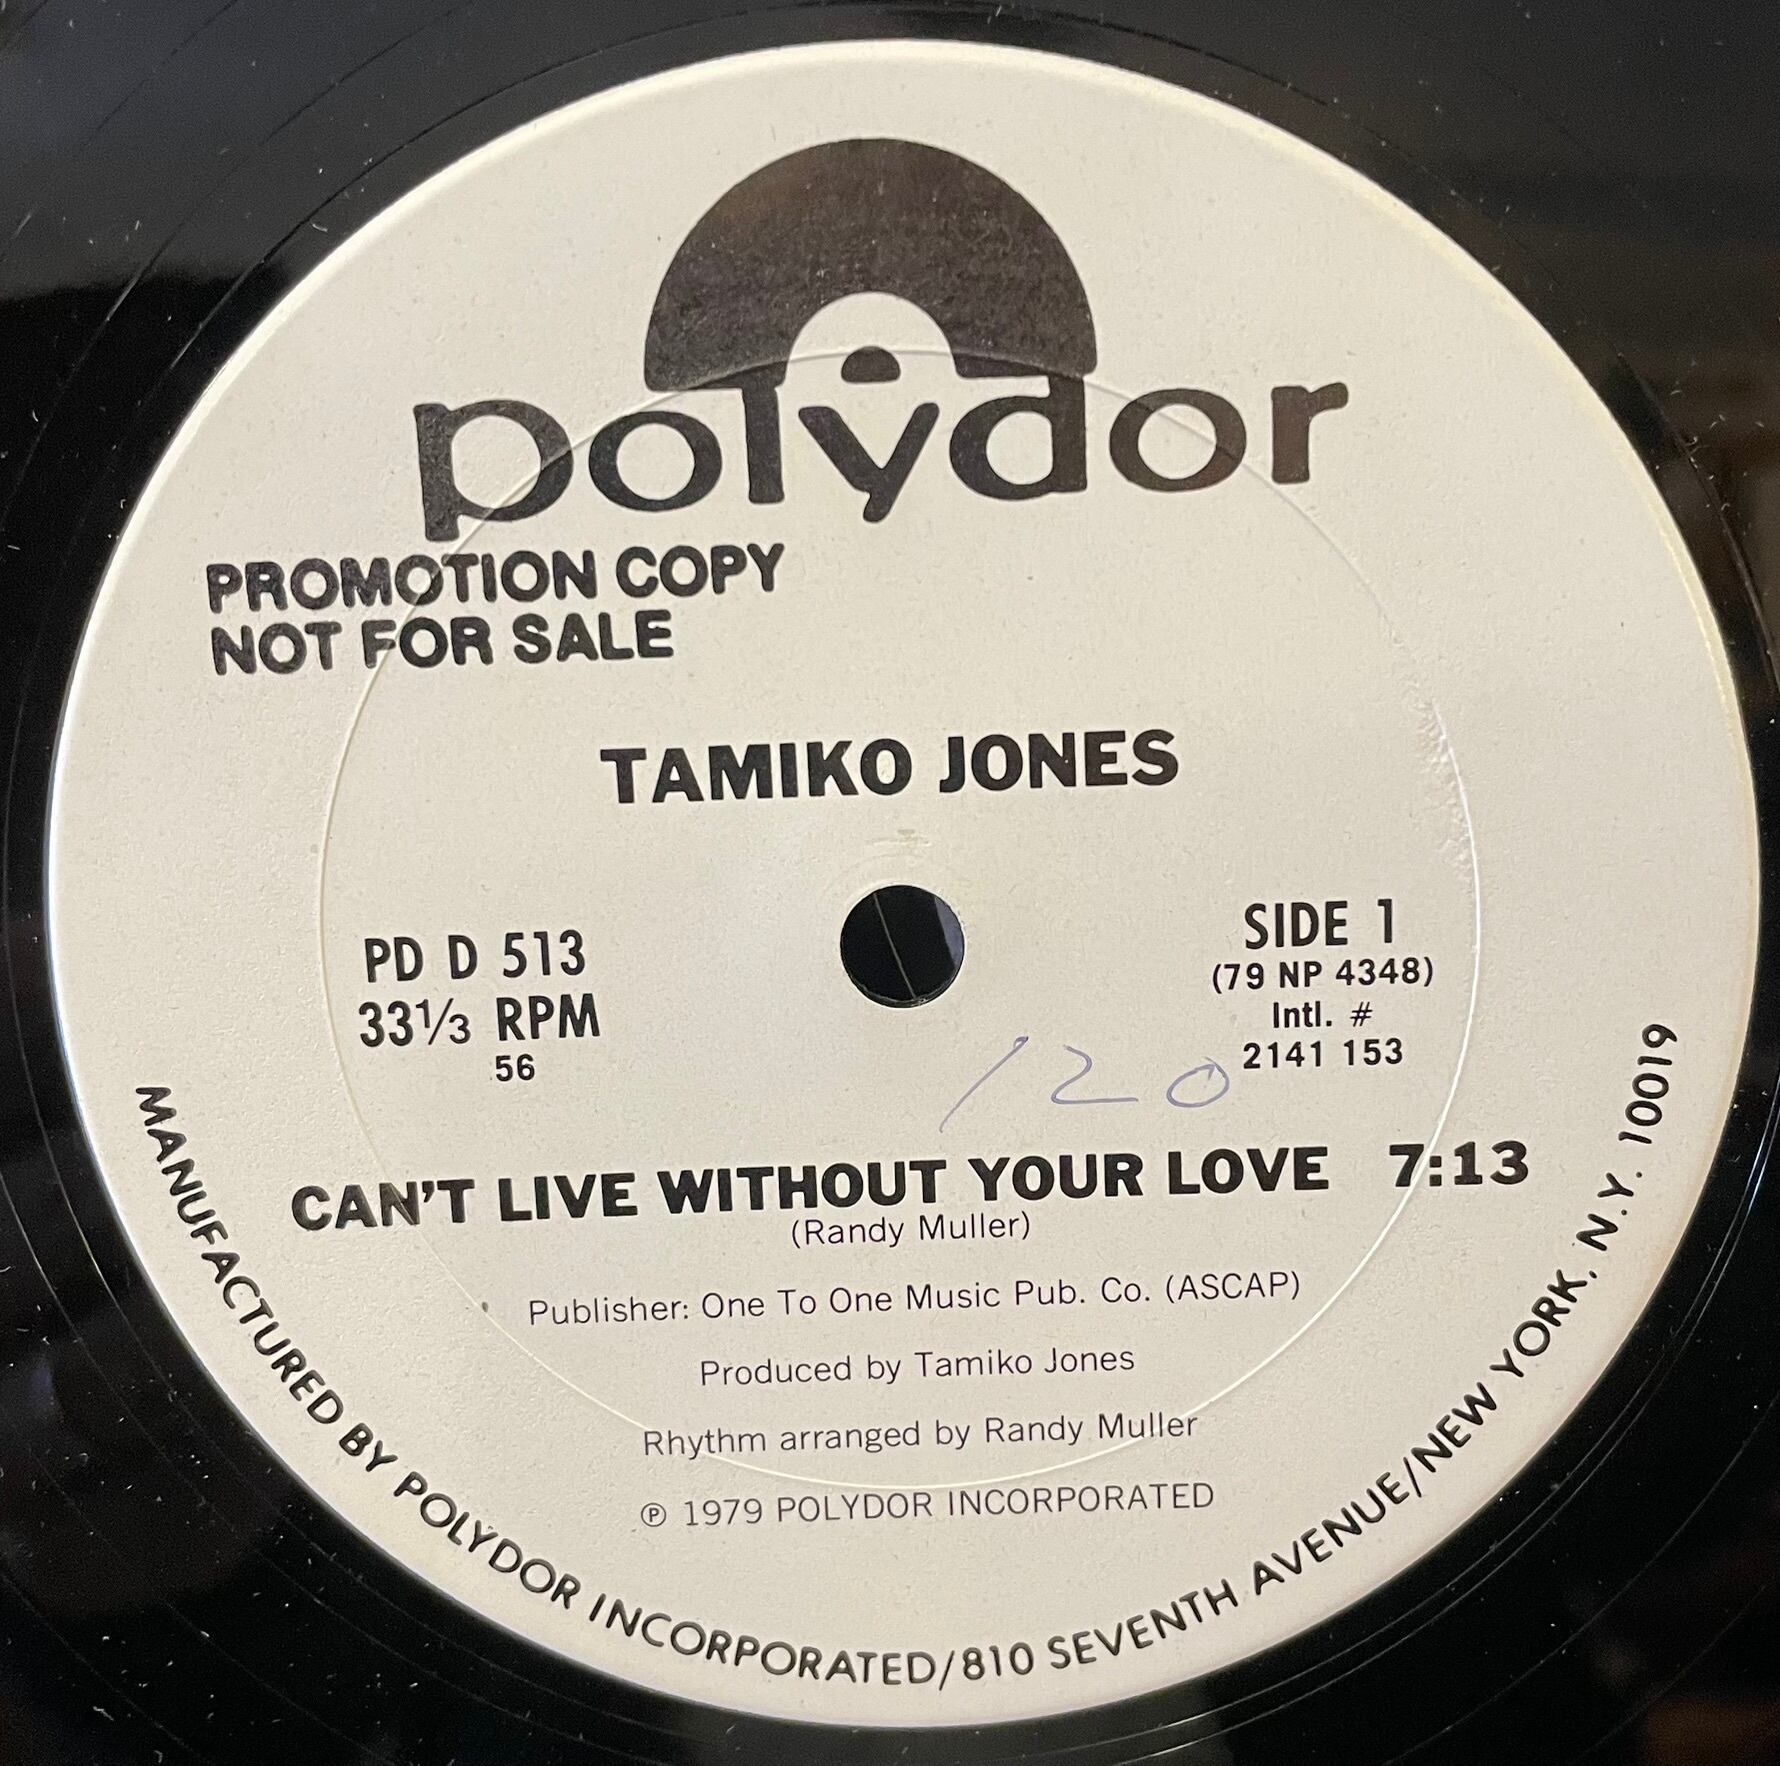 polydor
PROMOTION COPY
NOT FOR SALE
TAMIKO JONES
PD D 513
33⅓ RPM
56
SIDE 1
(79 NP 4348)
Intl. #
2141 153
120
CAN'T LIVE WITHOUT YOUR LOVE 7:13
(Randy Muller)
Publisher: One To One Music Pub. Co. (ASCAP)
Produced by Tamiko Jones
Rhythm arranged by Randy Muller
℗ 1979 POLYDOR INCORPORATED
MANUFACTURED BY POLYDOR INCORPORATED/810 SEVENTH AVENUE/NEW YORK, N.Y. 10019